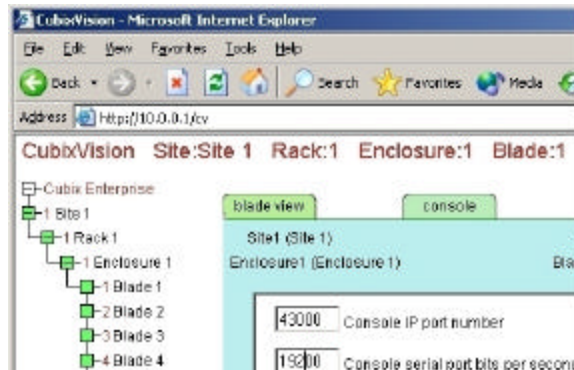 CubixVision - Microsoft Internet Explorer
File Edit View Favorites Tools Help
Back Search Favorites Media
Address http://10.0.0.1/cv
CubixVision Site:Site 1 Rack:1 Enclosure:1 Blade:1
Cubix Enterprise
1 Site 1
1 Rack 1
1 Enclosure 1
1 Blade 1
2 Blade 2
3 Blade 3
4 Blade 4
blade view console
Site1 (Site 1)
Enclosure1 (Enclosure 1) Bla
43000 Console IP port number
19200 Console serial port bits per second